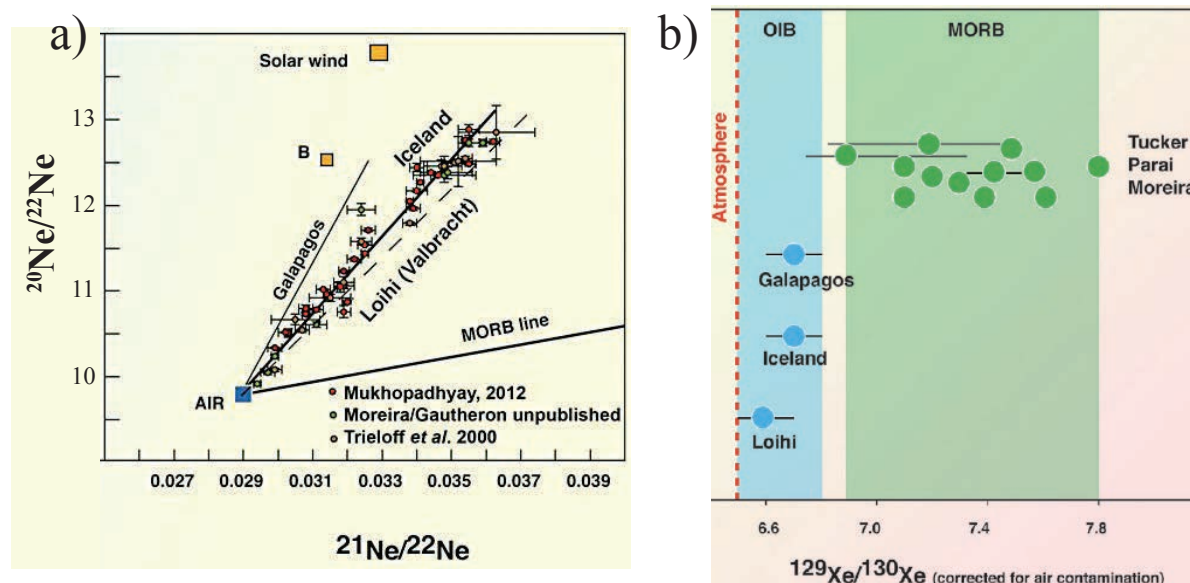 a)
20Ne/22Ne
13
12
11
10
Solar wind
B
Iceland
Galapagos
Loihi (Valbracht)
MORB line
AIR
Mukhopadhyay, 2012
Moreira/Gautheron unpublished
Trieloff et al. 2000
0.027 0.029 0.031 0.033 0.035 0.037 0.039
21Ne/22Ne
b)
OIB MORB
Atmosphere
Tucker
Parai
Moreira
Galapagos
Iceland
Loihi
6.6 7.0 7.4 7.8
129Xe/130Xe (corrected for air contamination)